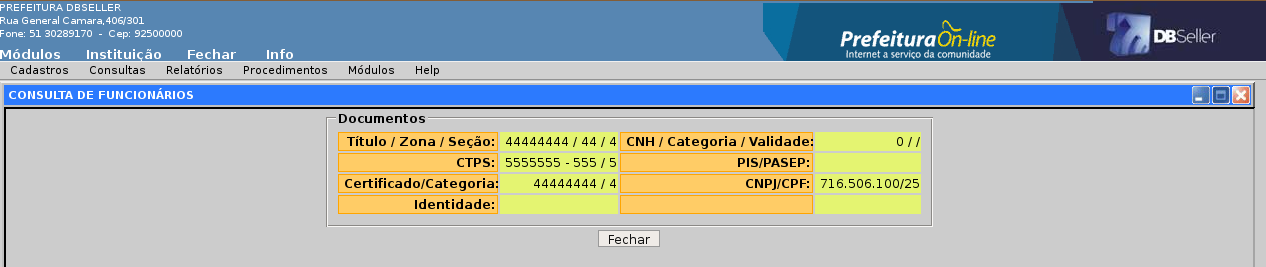 PREFEITURA DBSELLER
Rua General Camara,406/301
Fone: 51 30289170 - Cep: 92500000
Módulos Instituição Fechar Info
PrefeituraOn-line
Internet a serviço da comunidade
DBSeller
Cadastros Consultas Relatórios Procedimentos Módulos Help
CONSULTA DE FUNCIONÁRIOS
Documentos
Título / Zona / Seção: 44444444 / 44 / 4 CNH / Categoria / Validade: 0 / /
CTPS: 5555555 - 555 / 5 PIS/PASEP:
Certificado/Categoria: 44444444 / 4 CNPJ/CPF: 716.506.100/25
Identidade:
Fechar